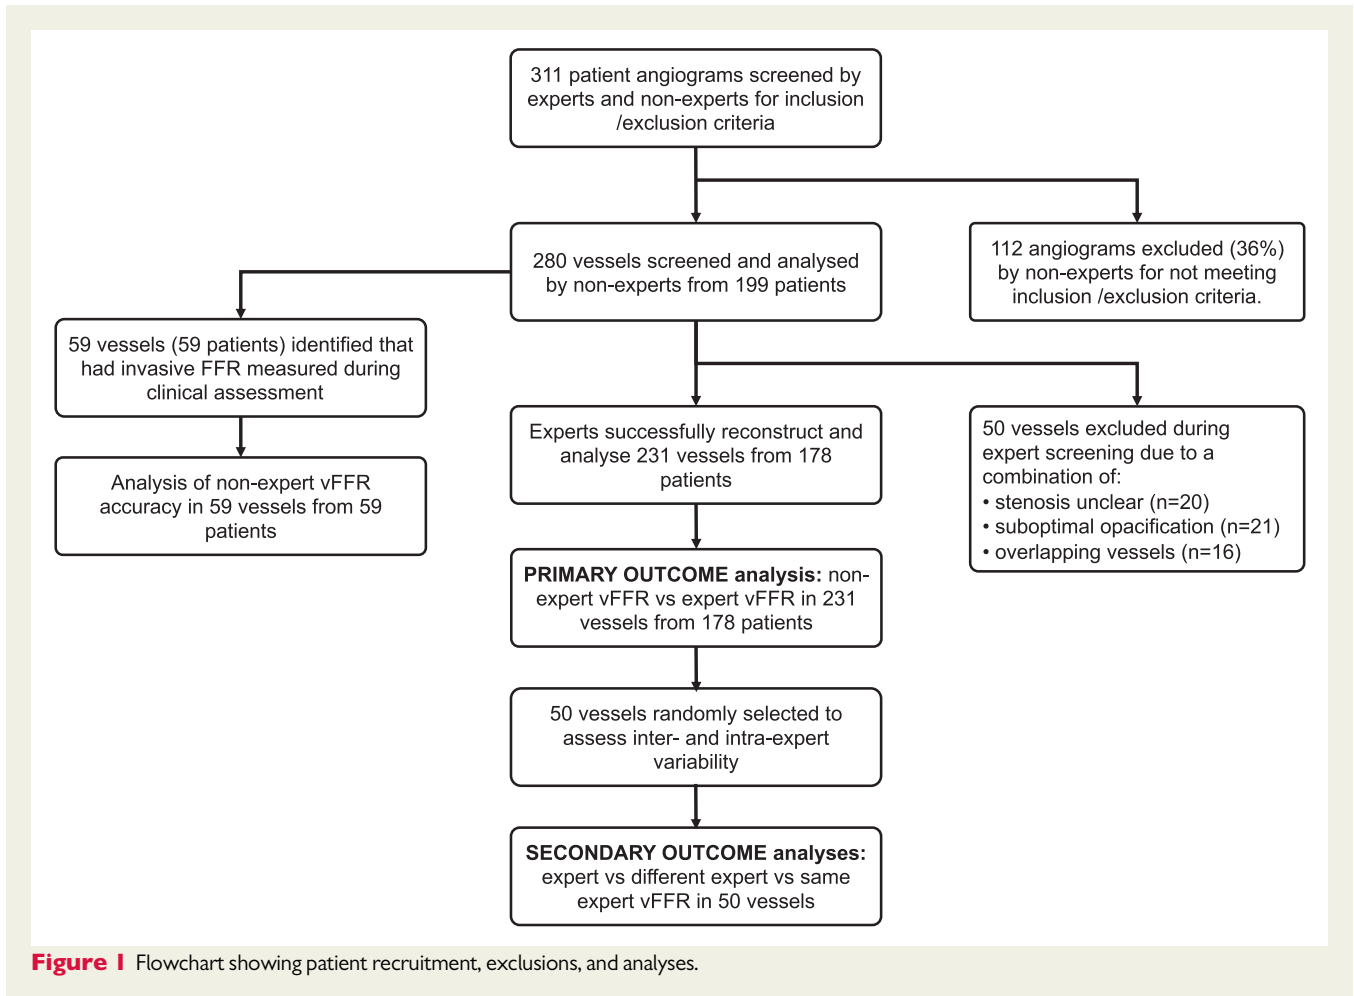 311 patient angiograms screened by
experts and non-experts for inclusion
/exclusion criteria
280 vessels screened and analysed
by non-experts from 199 patients
112 angiograms excluded (36%)
by non-experts for not meeting
inclusion /exclusion criteria.
59 vessels (59 patients) identified that
had invasive FFR measured during
clinical assessment
Analysis of non-expert vFFR
accuracy in 59 vessels from 59
patients
Experts successfully reconstruct and
analyse 231 vessels from 178
patients
50 vessels excluded during
expert screening due to a
combination of:
• stenosis unclear (n=20)
• suboptimal opacification (n=21)
• overlapping vessels (n=16)
PRIMARY OUTCOME analysis: non-
expert vFFR vs expert vFFR in 231
vessels from 178 patients
50 vessels randomly selected to
assess inter- and intra-expert
variability
SECONDARY OUTCOME analyses:
expert vs different expert vs same
expert vFFR in 50 vessels
Figure 1 Flowchart showing patient recruitment, exclusions, and analyses.